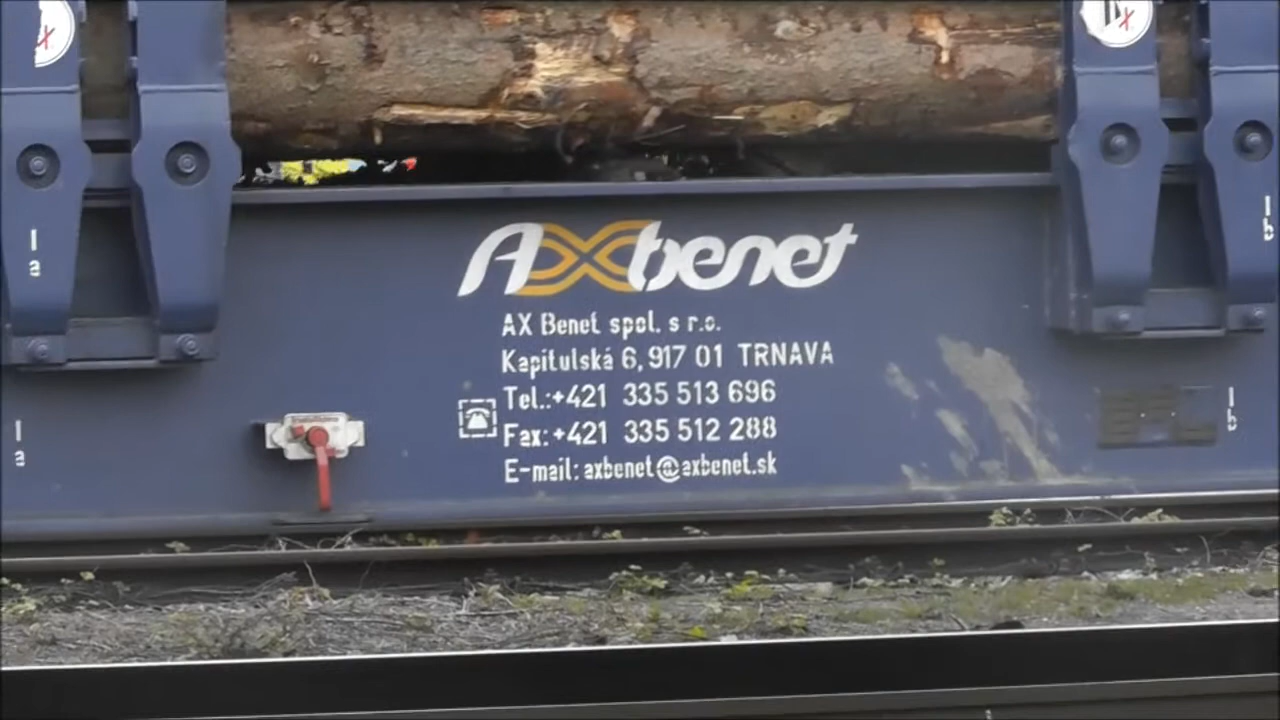 Axbenet
AX Benet spol. s r.o.
Kapitulská 6, 917 01 TRNAVA
Tel.:+421 335 513 696
Fax:+421 335 512 288
E-mail: axbenet@axbenet.sk
a
a
b
b